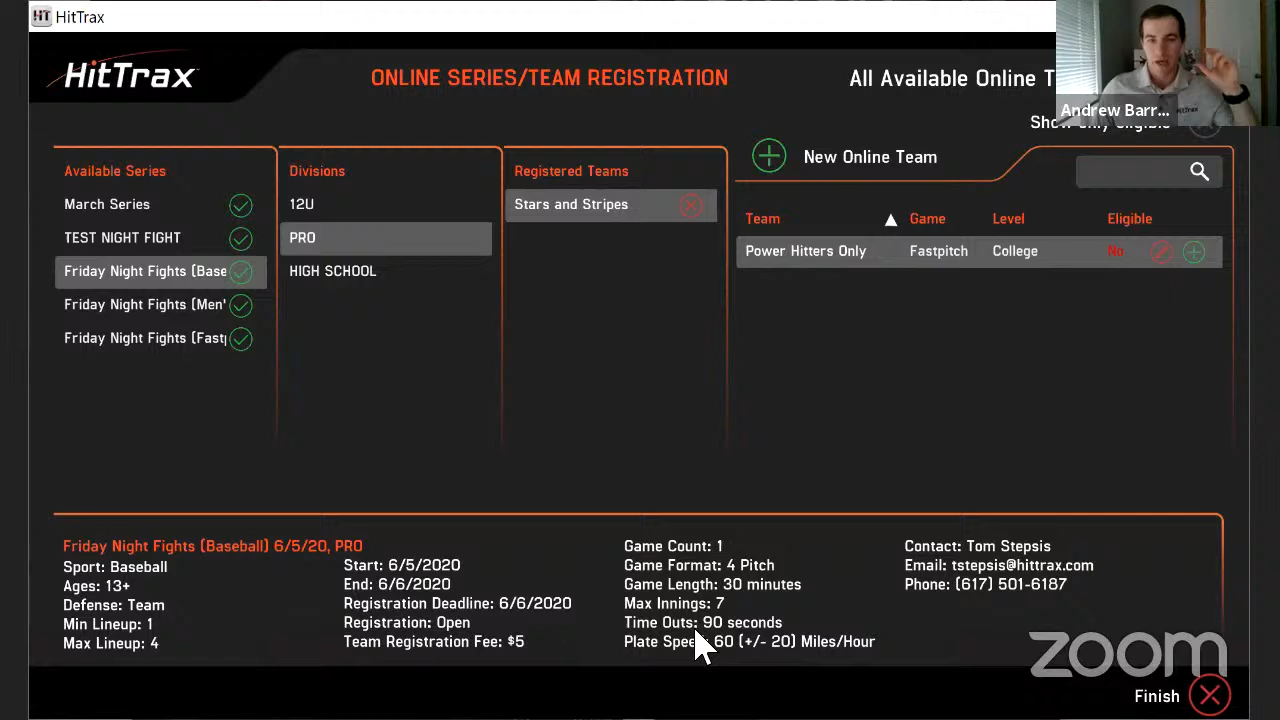 HitTrax
HitTrax
ONLINE SERIES/TEAM REGISTRATION
All Available Online T
Andrew Barr...
Show Only Eligible
New Online Team
Available Series
March Series
TEST NIGHT FIGHT
Friday Night Fights (Base
Friday Night Fights (Men'
Friday Night Fights (Fast
Divisions
12U
PRO
HIGH SCHOOL
Registered Teams
Stars and Stripes
Team Game Level Eligible
Power Hitters Only Fastpitch College No
Friday Night Fights (Baseball) 6/5/20, PRO
Sport: Baseball
Ages: 13+
Defense: Team
Min Lineup: 1
Max Lineup: 4
Start: 6/5/2020
End: 6/6/2020
Registration Deadline: 6/6/2020
Registration: Open
Team Registration Fee: $5
Game Count: 1
Game Format: 4 Pitch
Game Length: 30 minutes
Max Innings: 7
Time Outs: 90 seconds
Plate Speed: 60 (+/- 20) Miles/Hour
Contact: Tom Stepsis
Email: tstepsis@hittrax.com
Phone: (617) 501-6187
zoom
Finish